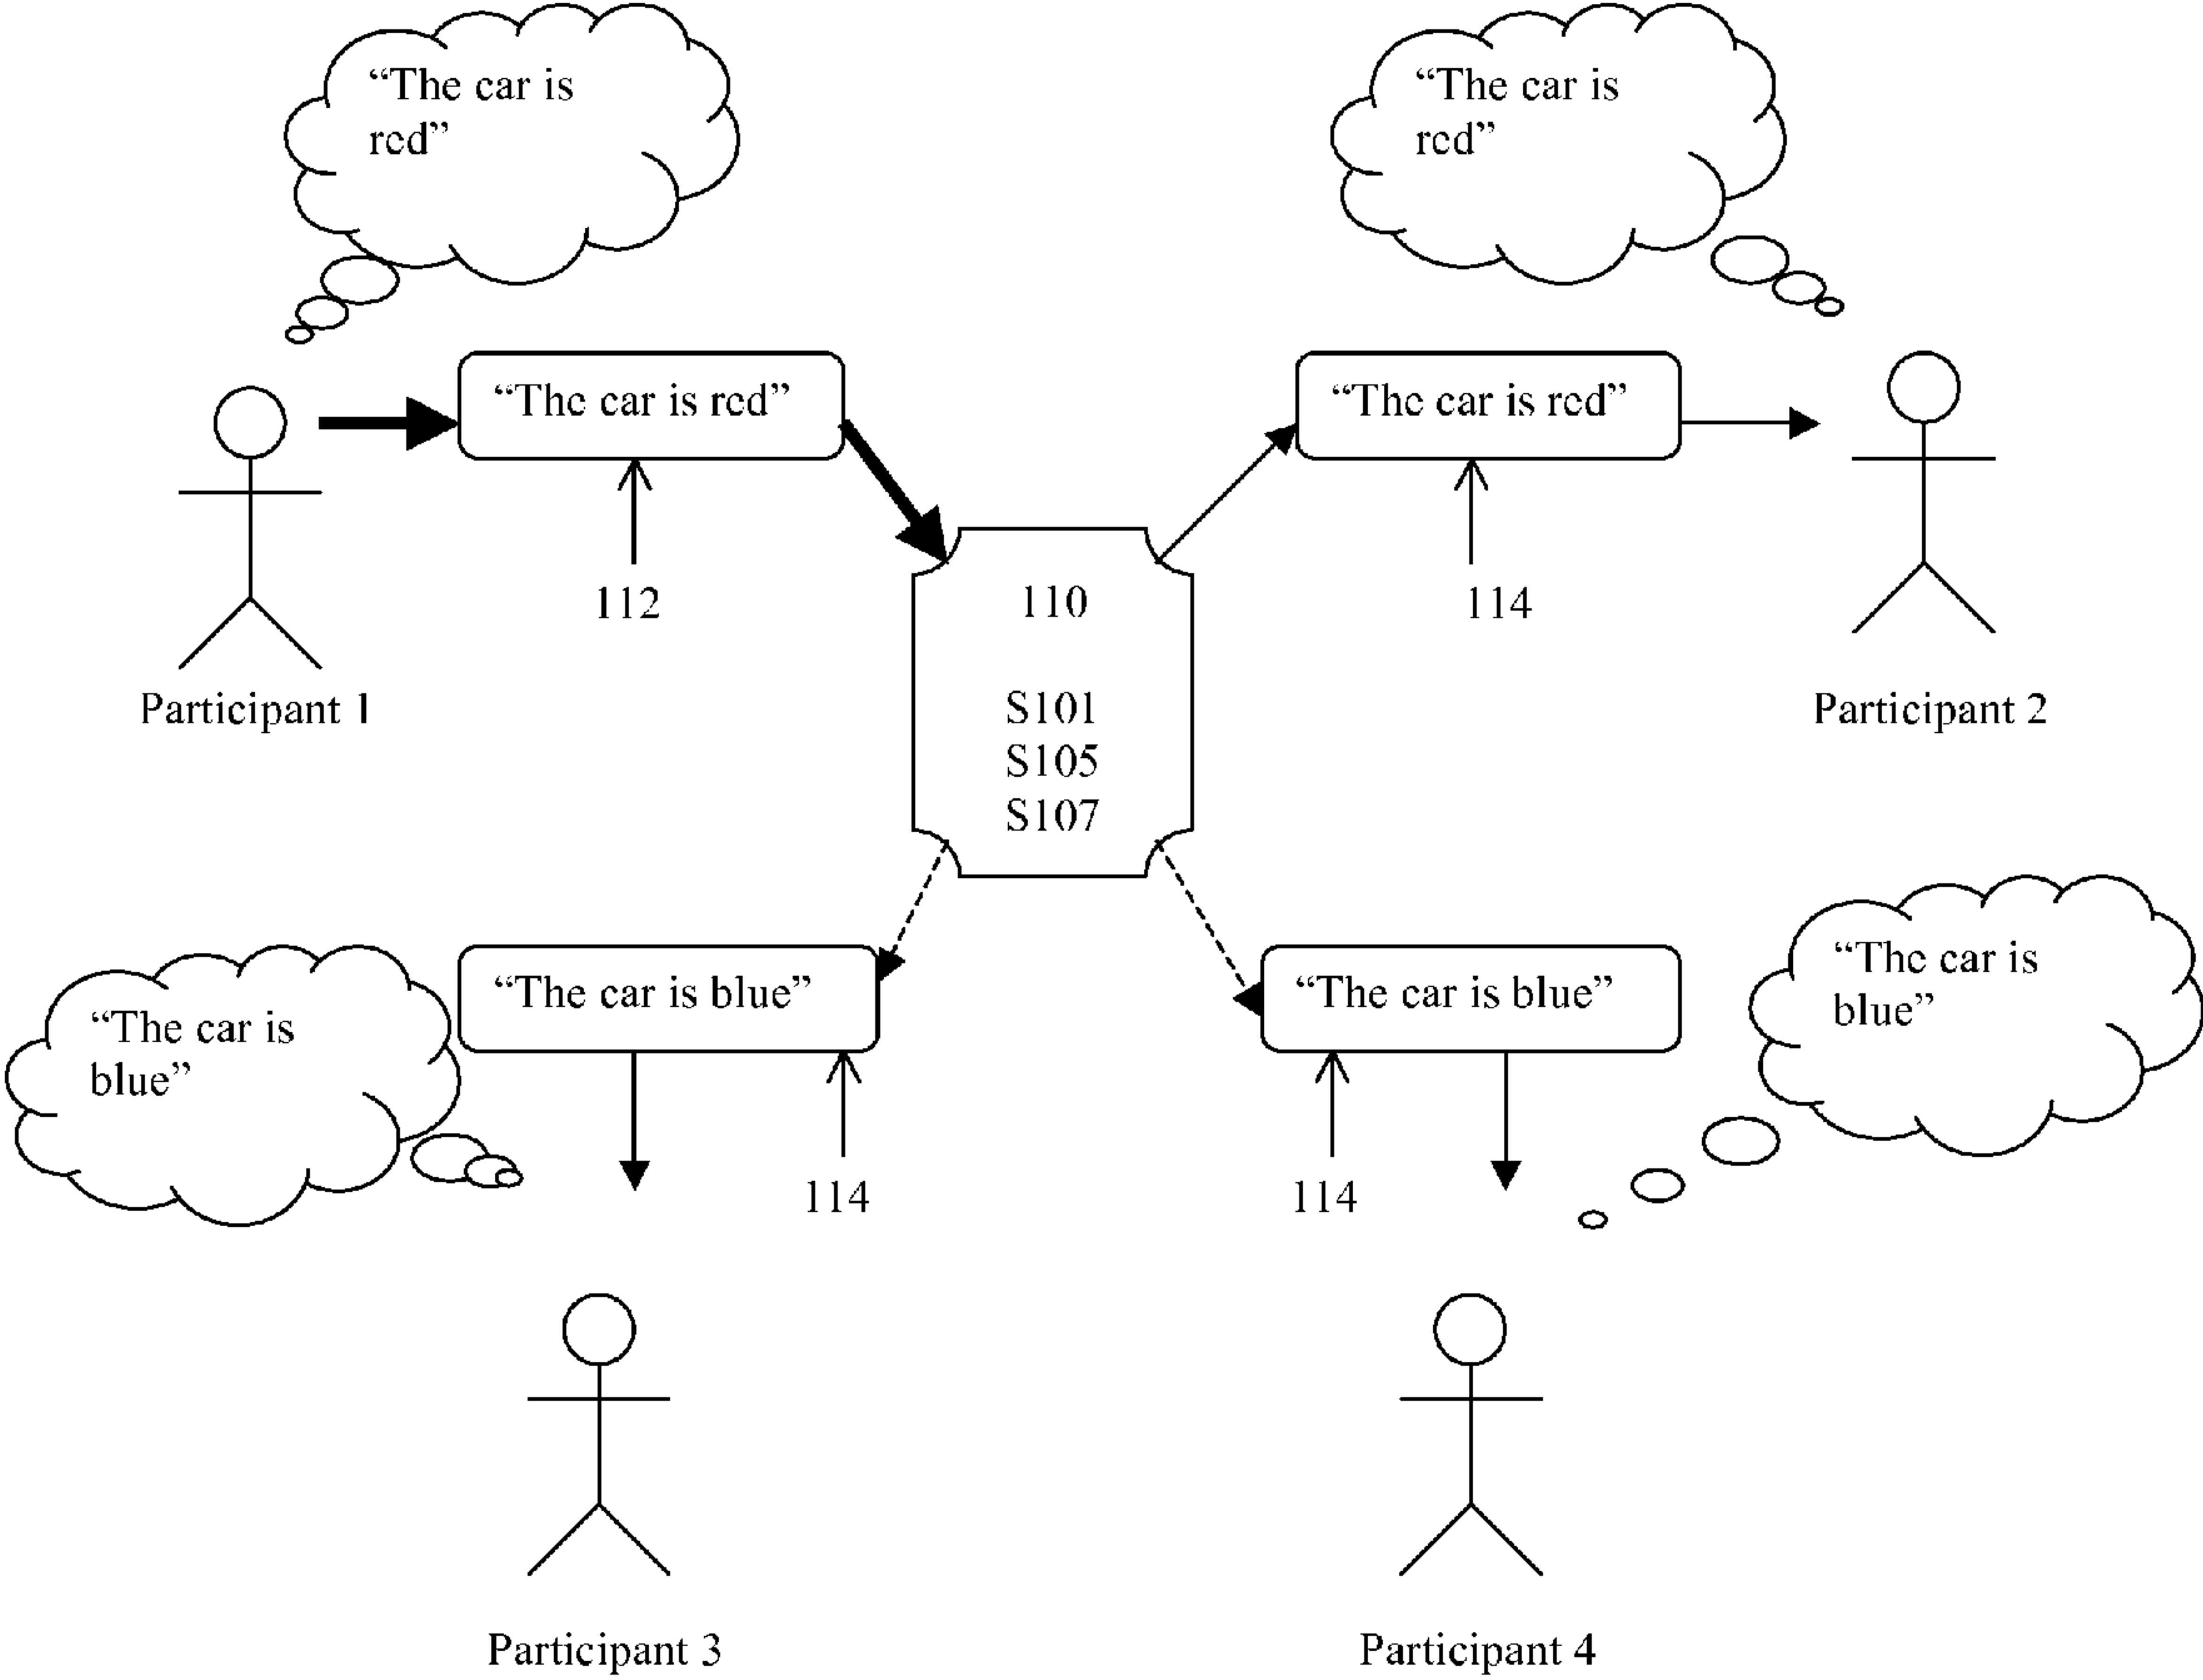 “The car is
red”
“The car is
red”
“The car is red”
“The car is red”
112
110
114
S101
S105
S107
Participant 1
Participant 2
“The car is
blue”
“The car is blue”
“The car is blue”
“The car is
blue”
114
114
Participant 3
Participant 4